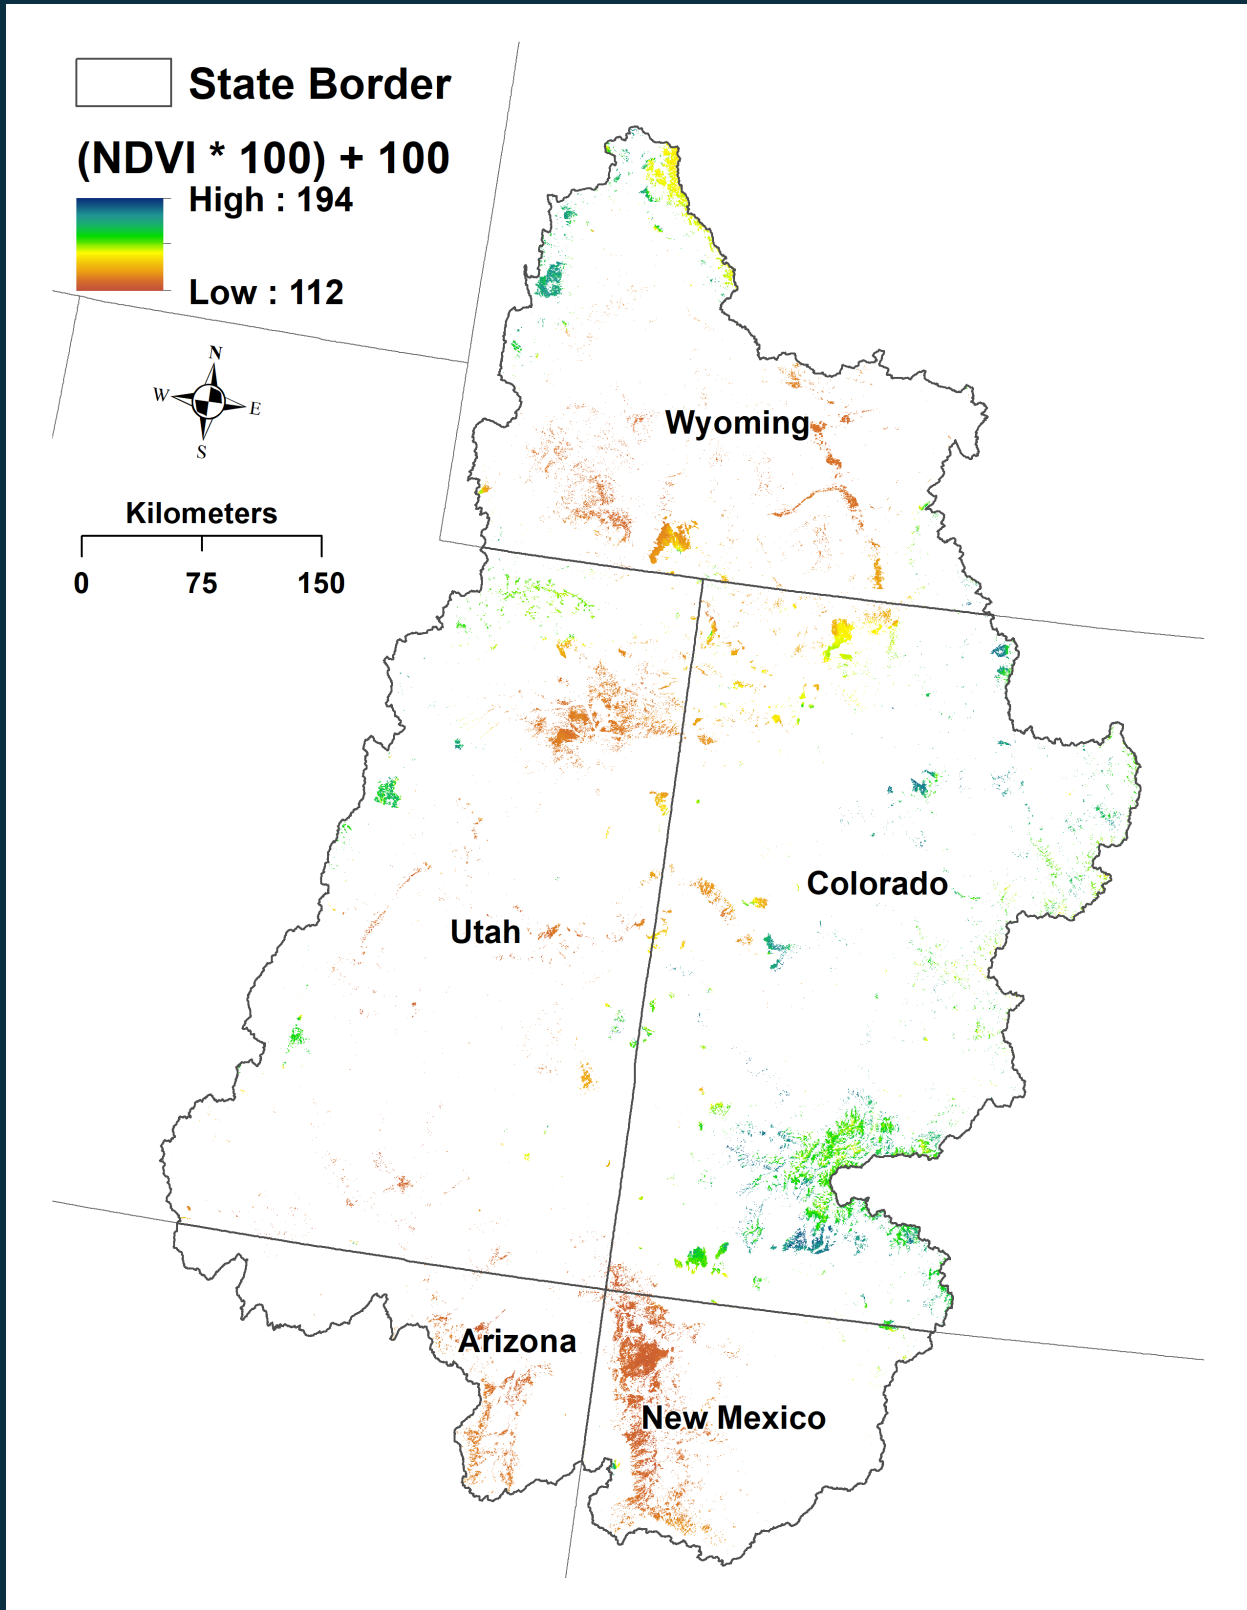 State Border
(NDVI * 100) + 100
High : 194
Low : 112
N
W
E
S
Kilometers
0 75 150
Wyoming
Colorado
Utah
Arizona
New Mexico